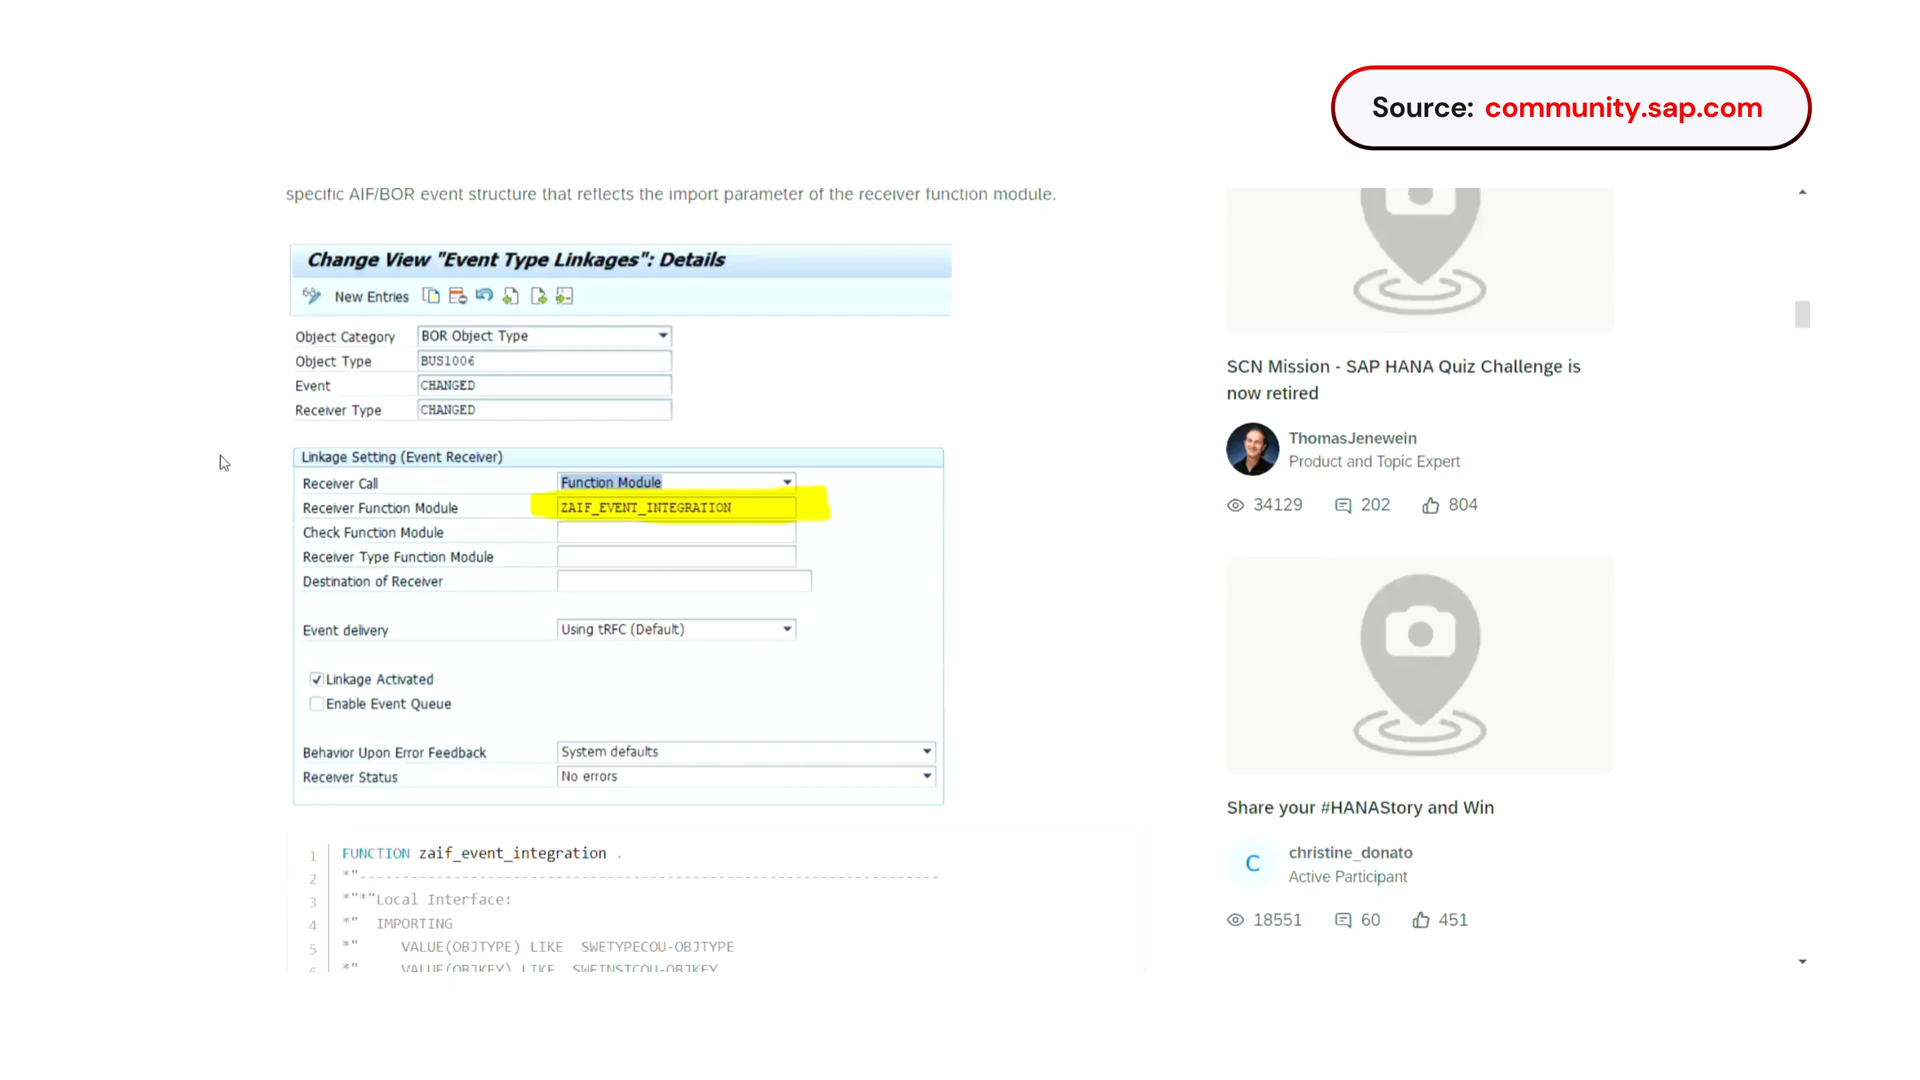 Source: community.sap.com
specific AIF/BOR event structure that reflects the import parameter of the receiver function module.
Change View "Event Type Linkages": Details
New Entries
Object Category BOR Object Type
Object Type BUS1006
Event CHANGED
Receiver Type CHANGED
Linkage Setting (Event Receiver)
Receiver Call Function Module
Receiver Function Module ZAIF_EVENT_INTEGRATION
Check Function Module
Receiver Type Function Module
Destination of Receiver
Event delivery Using tRFC (Default)
Linkage Activated
Enable Event Queue
Behavior Upon Error Feedback System defaults
Receiver Status No errors
1 FUNCTION zaif_event_integration .
2 *"----------------------------------------------------------------------
3 *"*"Local Interface:
4 *" IMPORTING
5 *" VALUE(OBJTYPE) LIKE SWETYPECOU-OBJTYPE
6 *" VALUE(OBJKEY) LIKE SWEINSTCOU-OBJKEY
SCN Mission - SAP HANA Quiz Challenge is
now retired
ThomasJenewein
Product and Topic Expert
34129 202 804
Share your #HANAStory and Win
C
christine_donato
Active Participant
18551 60 451